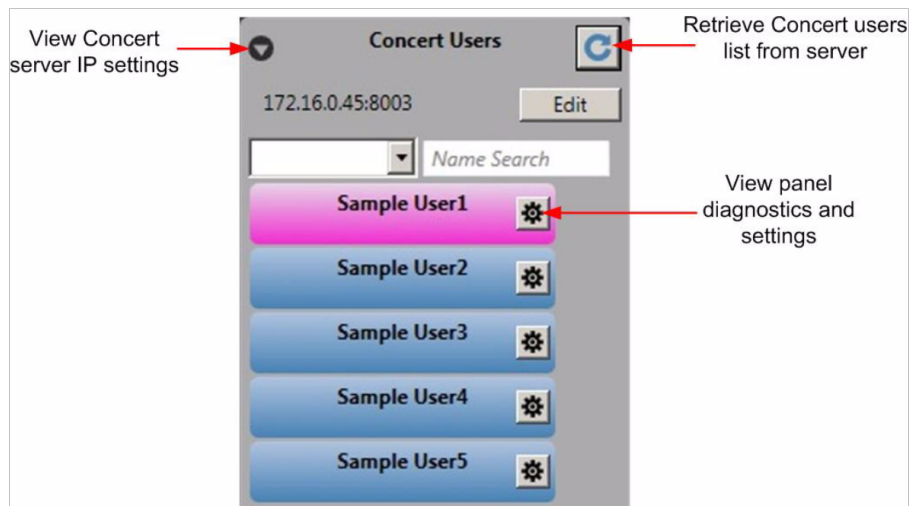 View Concert
server IP settings
Concert Users
Retrieve Concert users
list from server
172.16.0.45:8003
Edit
Name Search
Sample User1
View panel
diagnostics and
settings
Sample User2
Sample User3
Sample User4
Sample User5